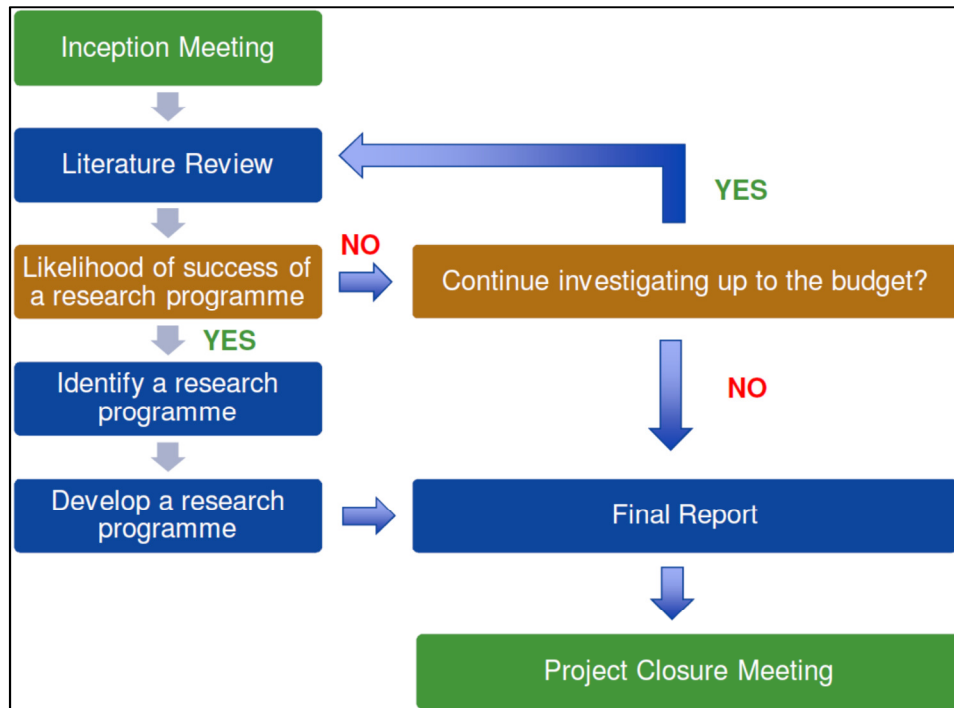 Inception Meeting
Literature Review
YES
NO
Likelihood of success of
a research programme
Continue investigating up to the budget?
YES
Identify a research
programme
NO
Develop a research
programme
Final Report
Project Closure Meeting